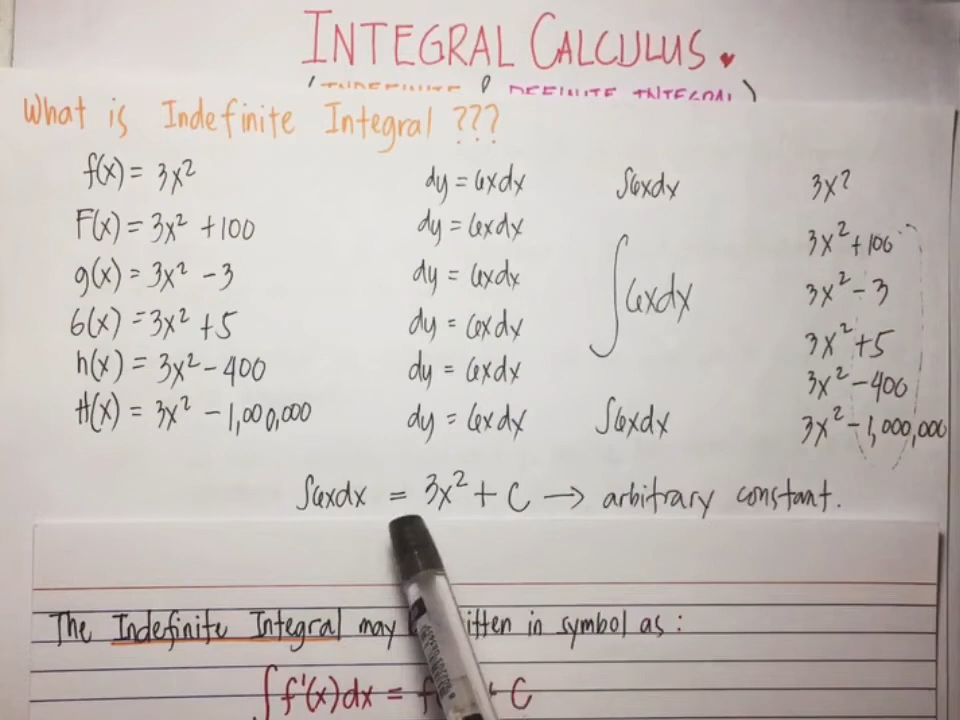 INTEGRAL CALCULUS.
(INDEFINITE & DEFINITE INTEGRAL)
What is Indefinite Integral ???
f(x) = 3x² dy = 6xdx ∫6xdx 3x²
F(x) = 3x² + 100 dy = 6xdx 3x² + 100
g(x) = 3x² - 3 dy = 6xdx ∫6xdx 3x² - 3
G(x) = 3x² + 5 dy = 6xdx 3x² + 5
h(x) = 3x² - 400 dy = 6xdx 3x² - 400
H(x) = 3x² - 1,000,000 dy = 6xdx ∫6xdx 3x² - 1,000,000
∫6xdx = 3x² + C → arbitrary constant.
The Indefinite Integral may in symbol as :
∫f'(x)dx = f C